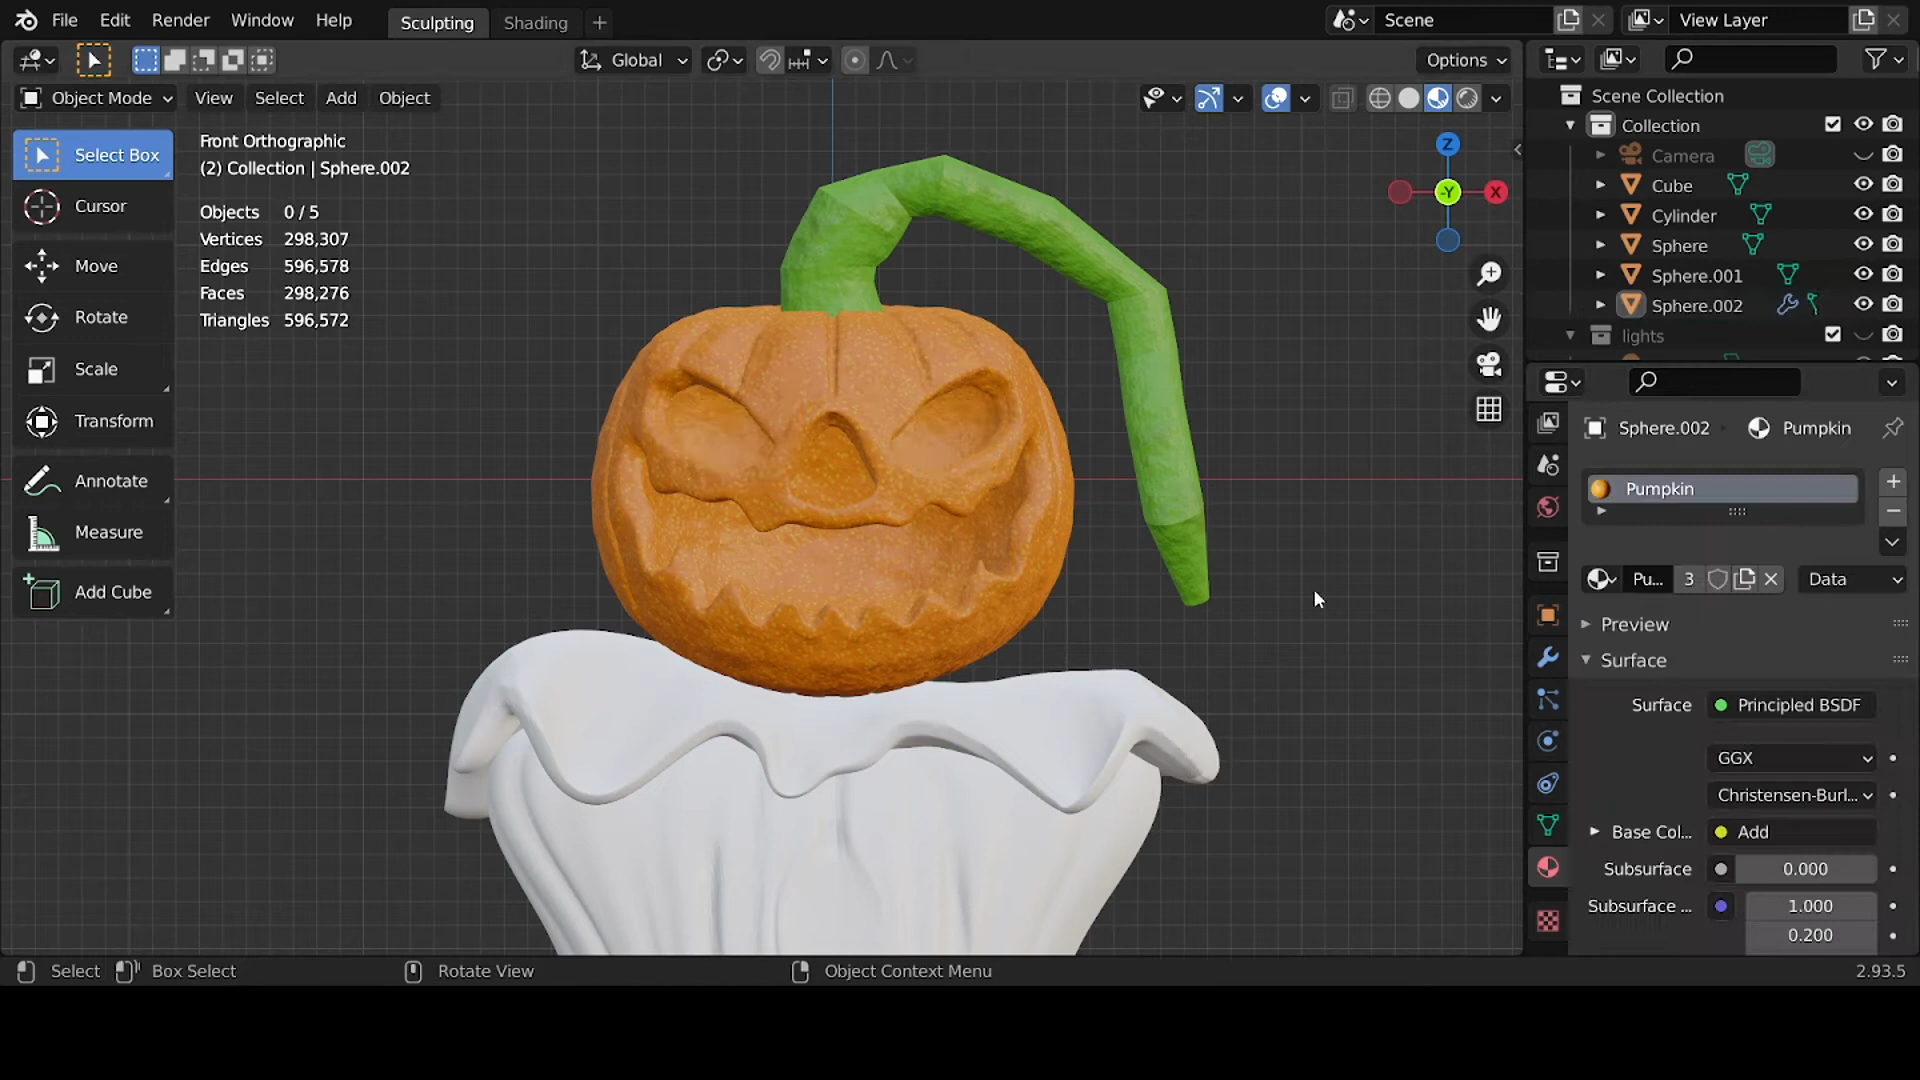 File Edit Render Window Help Sculpting Shading + Scene View Layer
Global Options
Object Mode View Select Add Object
Select Box
Cursor
Move
Rotate
Scale
Transform
Annotate
Measure
Add Cube
Front Orthographic
(2) Collection | Sphere.002
Objects 0 / 5
Vertices 298,307
Edges 596,578
Faces 298,276
Triangles 596,572
Z
-Y
X
Scene Collection
Collection
Camera
Cube
Cylinder
Sphere
Sphere.001
Sphere.002
lights
Sphere.002 Pumpkin
Pumpkin
Pu... 3 Data
Preview
Surface
Surface Principled BSDF
GGX
Christensen-Burl...
Base Col... Add
Subsurface 0.000
Subsurface ... 1.000
0.200
Select Box Select Rotate View Object Context Menu 2.93.5